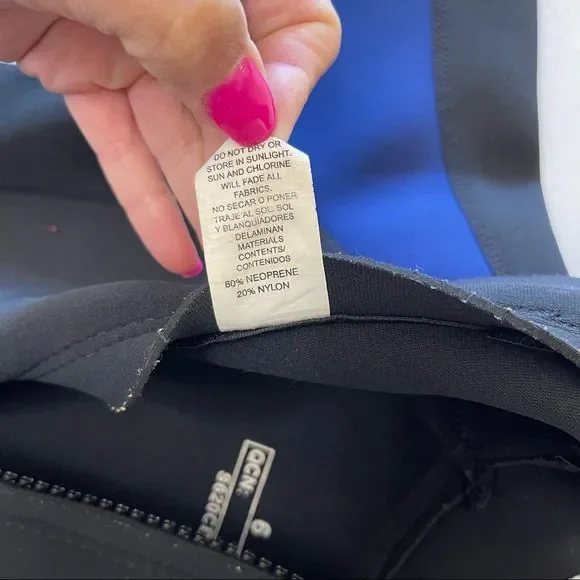 DO NOT DRY OR
STORE IN SUNLIGHT.
SUN AND CHLORINE
WILL FADE ALL
FABRICS.
NO SECAR O PONER
TRAJE AL SOL. SOL
Y BLANQUIADORES
DELAMINAN
MATERIALS
CONTENTS/
CONTENIDOS
80% NEOPRENE
20% NYLON
QCN:
6